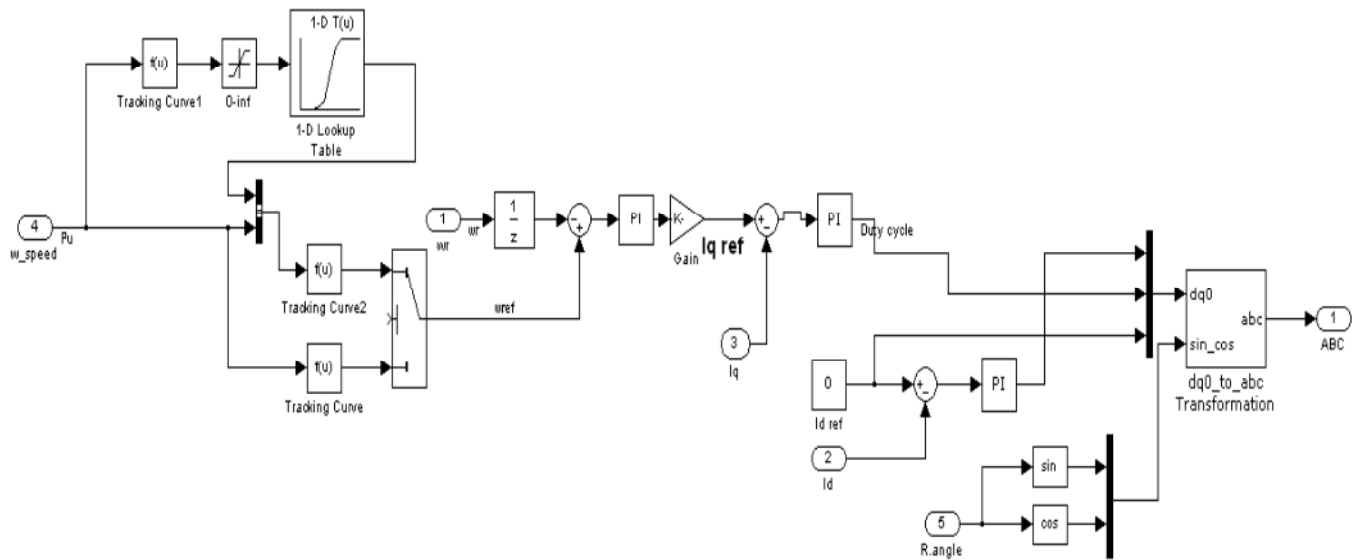 1-D T(u)
f(u)
Tracking Curve1
0-inf
1-D Lookup
Table
4
Pu
w_speed
f(u)
Tracking Curve2
f(u)
Tracking Curve
1
wr
wr
1
z
-
+
PI
K-
Gain
Iq ref
wref
+
-
3
Iq
PI
Duty cycle
0
Id ref
+
-
PI
2
Id
dq0
abc
sin_cos
dq0_to_abc
Transformation
1
ABC
5
R.angle
sin
cos